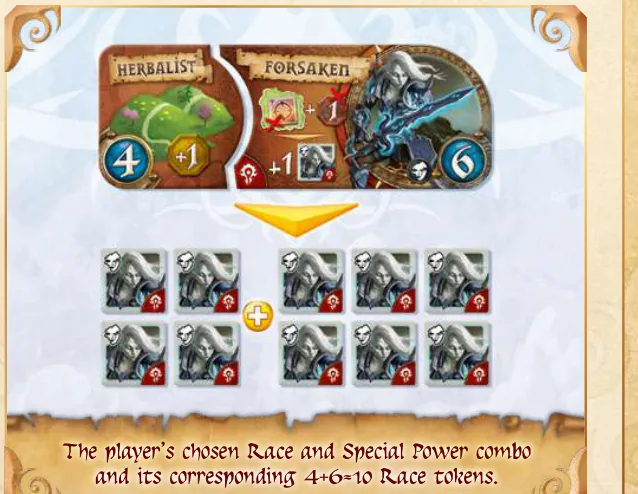 HERBALIST
FORSAKEN
+ 1
4
+1
+1
6
The player's chosen Race and Special Power combo
and its corresponding 4+6=10 Race tokens.